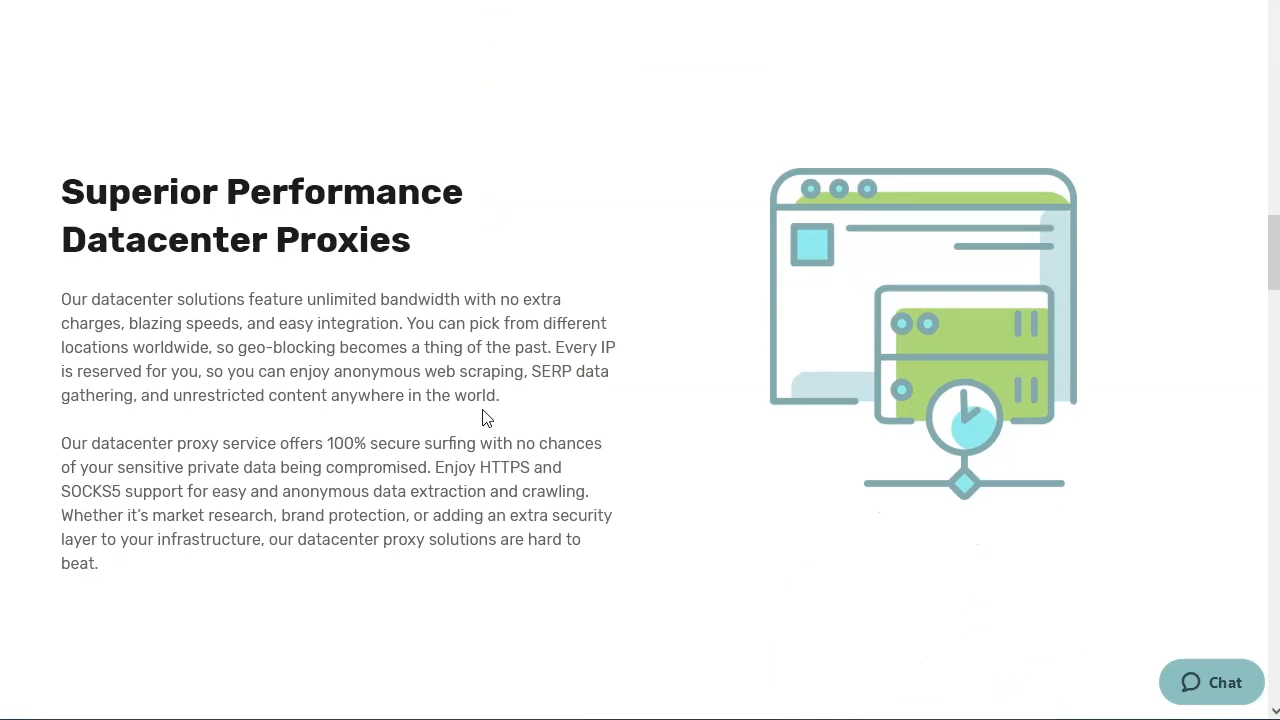 Superior Performance
Datacenter Proxies
Our datacenter solutions feature unlimited bandwidth with no extra
charges, blazing speeds, and easy integration. You can pick from different
locations worldwide, so geo-blocking becomes a thing of the past. Every IP
is reserved for you, so you can enjoy anonymous web scraping, SERP data
gathering, and unrestricted content anywhere in the world.
Our datacenter proxy service offers 100% secure surfing with no chances
of your sensitive private data being compromised. Enjoy HTTPS and
SOCKS5 support for easy and anonymous data extraction and crawling.
Whether it’s market research, brand protection, or adding an extra security
layer to your infrastructure, our datacenter proxy solutions are hard to
beat.
Chat